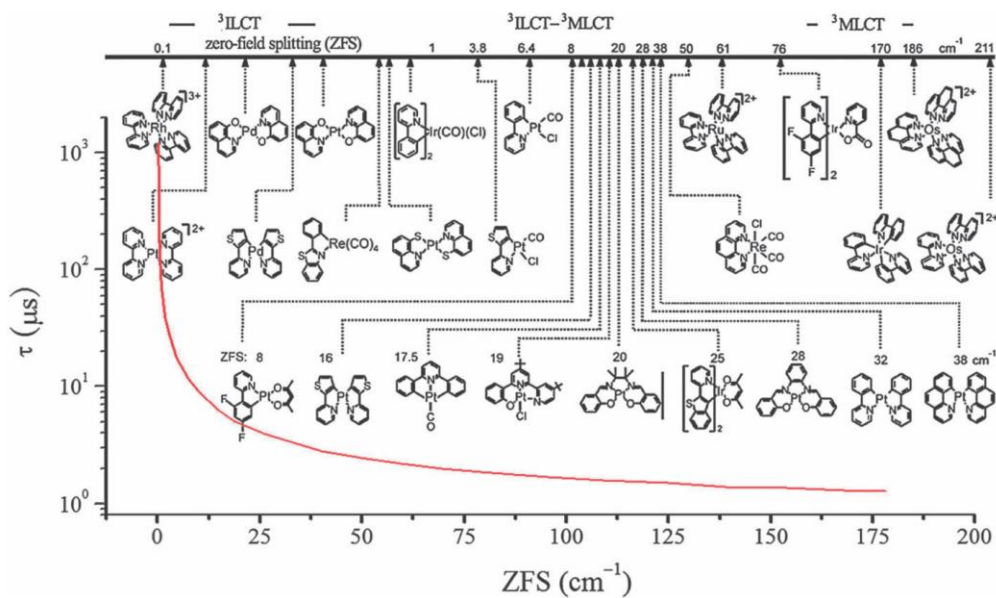 ³ILCT ³ILCT–³MLCT ³MLCT
zero-field splitting (ZFS)
0.1 1 3.8 6.4 8 20 28 38 50 61 76 170 186 cm⁻¹ 211
]3+ ]2+ ]2+
Rh Pd Pt Ir(CO)(Cl) Pt CO Cl Ru F F Ir Os
N N N N N N O O O N N O O N 2 N N N N N N N N O O 2 N N N N
10³
]2+ ]2+
Pt Pd Re(CO)₄ Pt Pt CO Cl Cl Re CO CO CO Ir Os
N N N N S S N N S N S N N S S N S N N N N N N N N N N N
10²
τ (μs)
ZFS: 8 16 17.5 19 20 25 28 32 38 cm⁻¹
10¹
Pt Pt Pt Pt Pt Ir Pt Pt Pt
N O O F F S S N N N CO N N O Cl N N O O N S O O 2 N N O O N N N N
10⁰
0 25 50 75 100 125 150 175 200
ZFS (cm⁻¹)